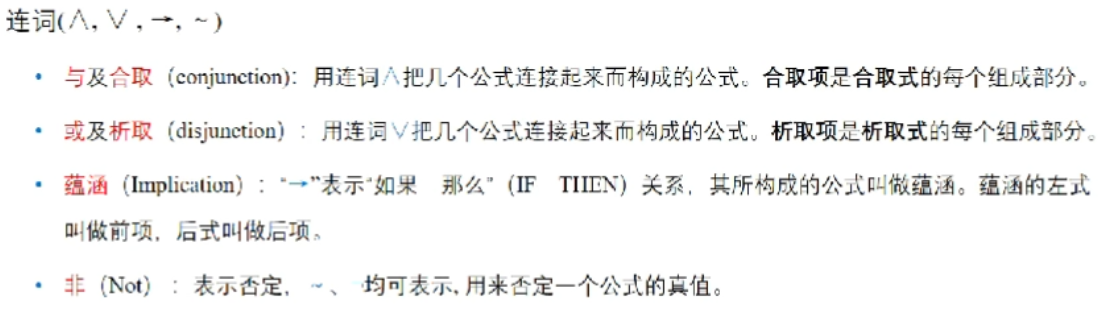 连词(∧, ∨, →, ~)
• 与及合取（conjunction): 用连词∧把几个公式连接起来而构成的公式。合取项是合取式的每个组成部分。
• 或及析取（disjunction）: 用连词∨把几个公式连接起来而构成的公式。析取项是析取式的每个组成部分。
• 蕴涵（Implication）: “→”表示“如果 那么”（IF THEN）关系, 其所构成的公式叫做蕴涵。蕴涵的左式
叫做前项, 后式叫做后项。
• 非（Not）: 表示否定, ~、 均可表示, 用来否定一个公式的真值。